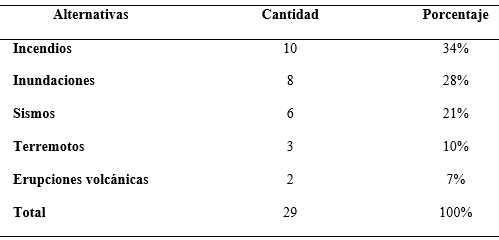 Alternativas Cantidad Porcentaje
Incendios 10 34%
Inundaciones 8 28%
Sismos 6 21%
Terremotos 3 10%
Erupciones volcánicas 2 7%
Total 29 100%